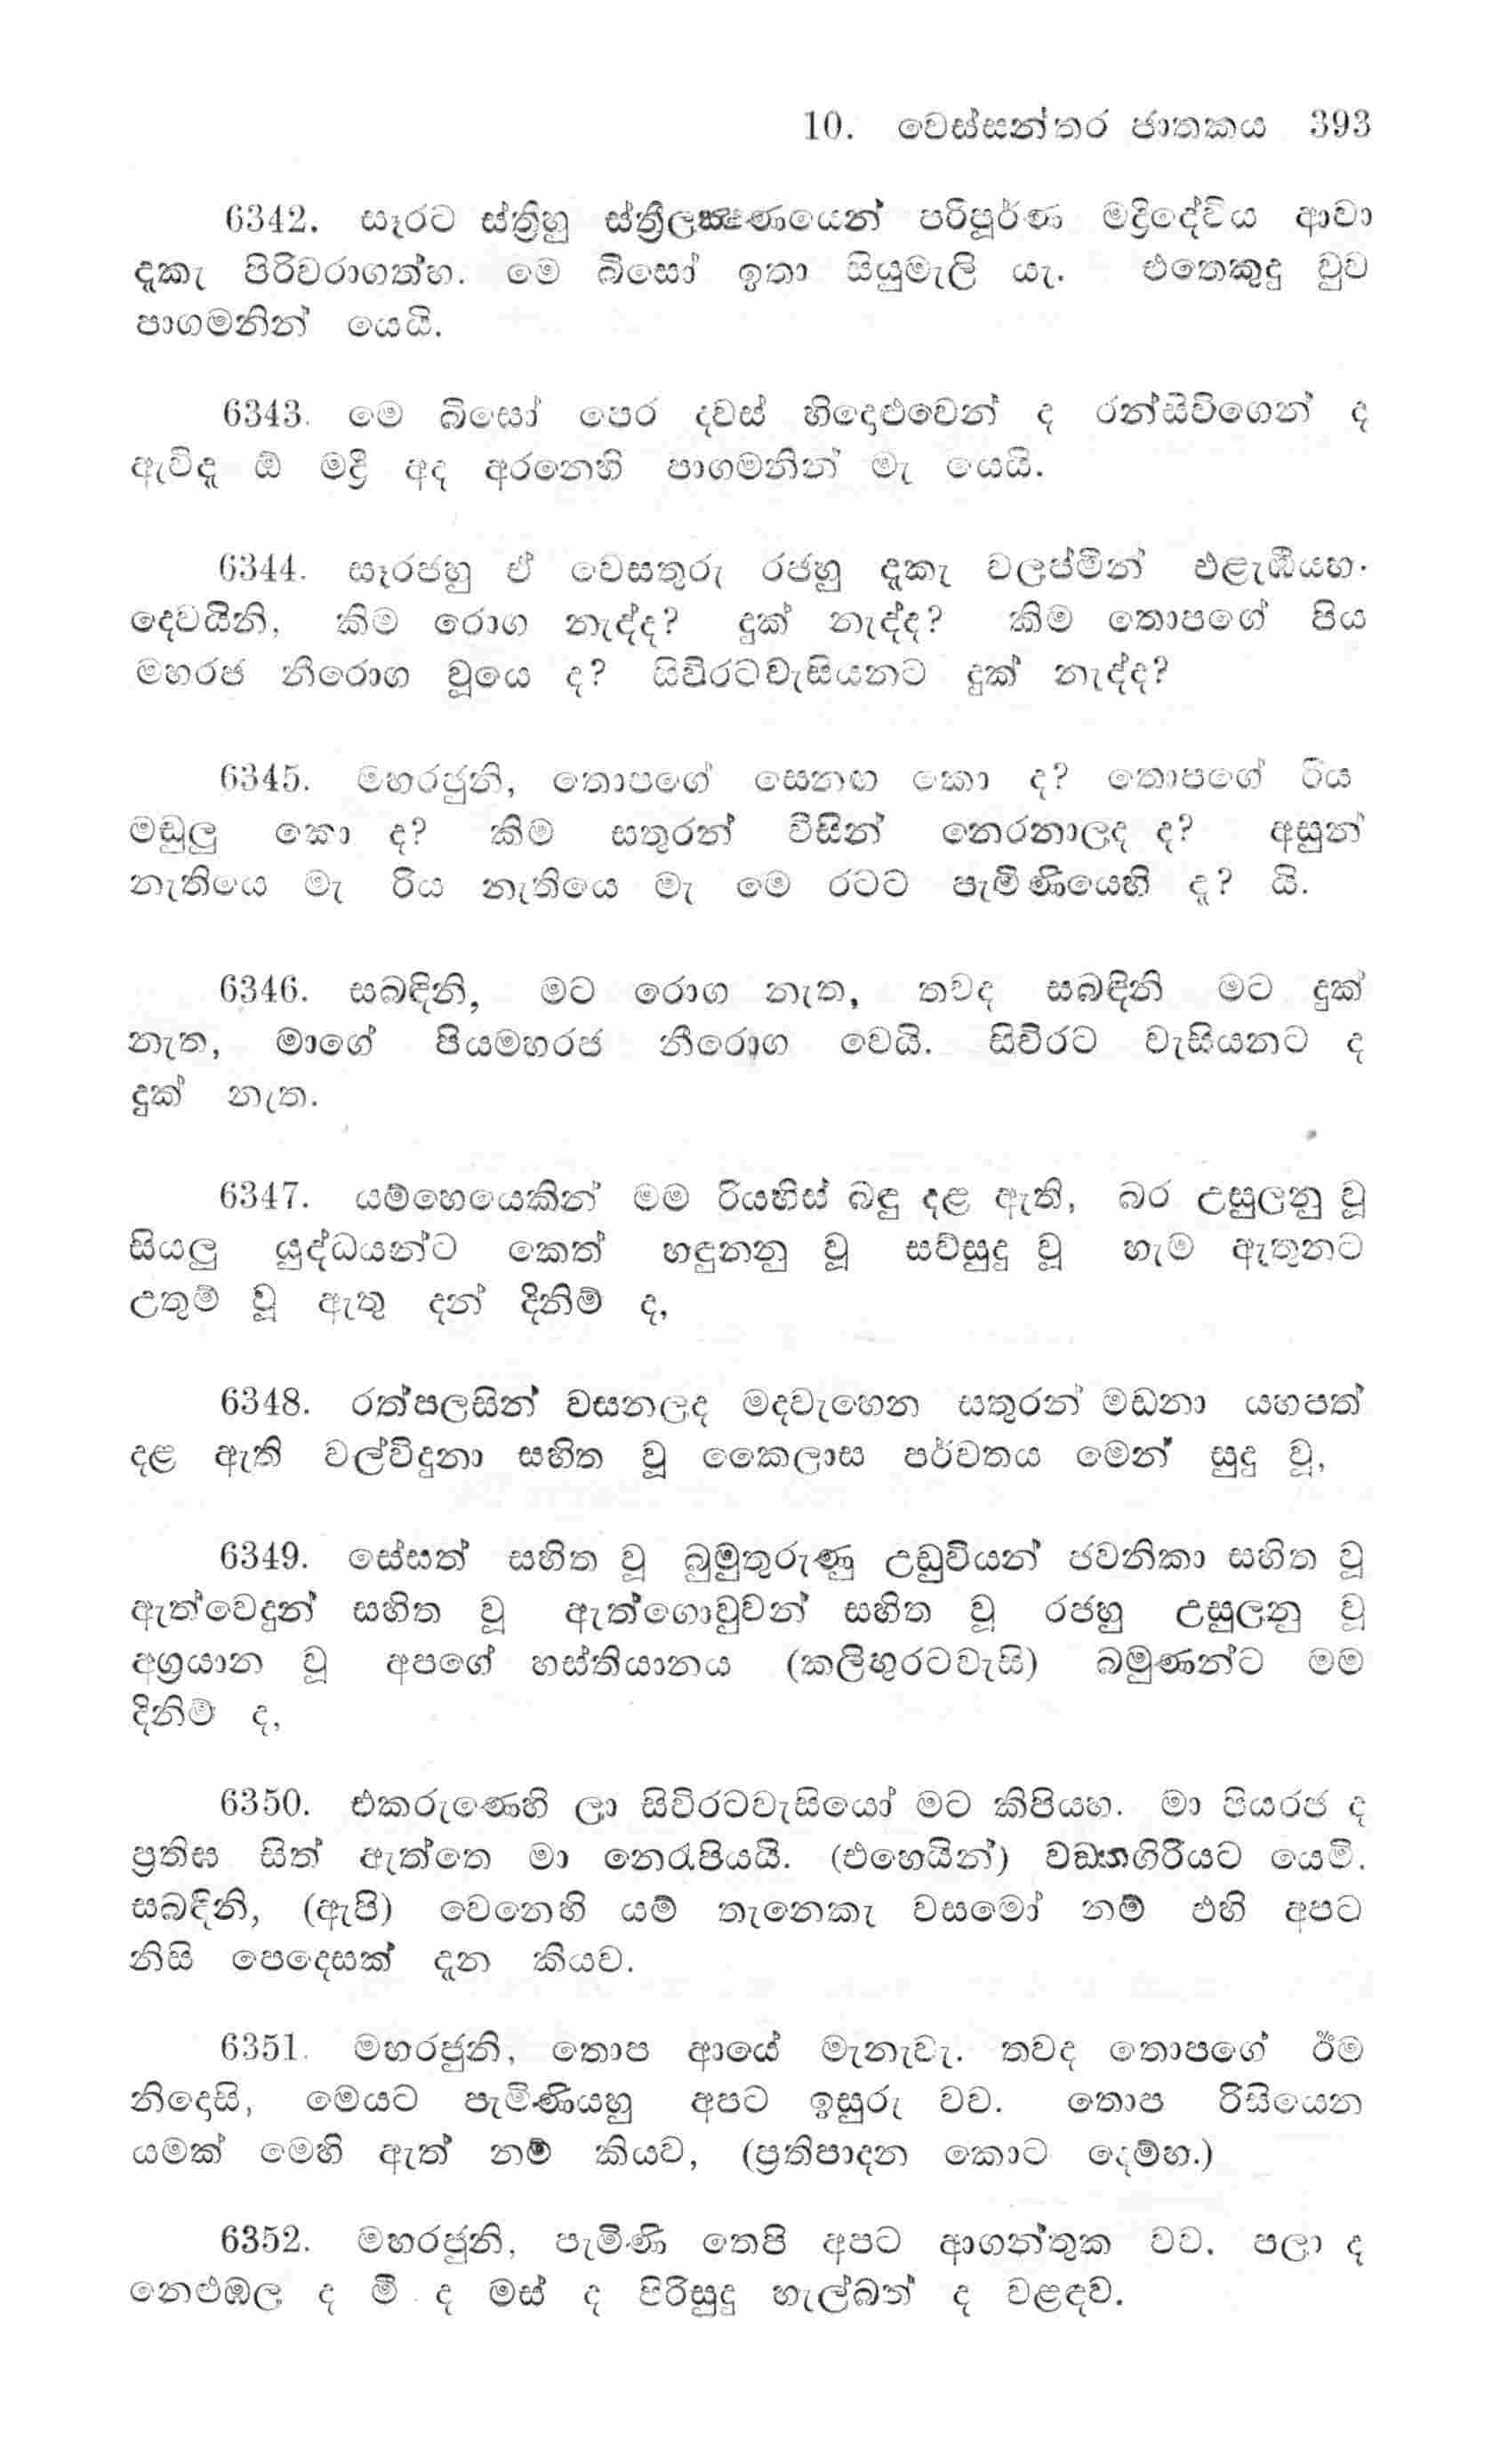 10. වෙස්සන්තර ජාතකය 393
6342. සෑරට ස්ත්‍රීහු ස්ත්‍රීලක්‍ෂණයෙන් පරිපූර්ණ මද්‍රිදේවිය ආවා
දැකැ පිරිවරාගත්හ. මෙ බිසෝ ඉතා සියුමැලි යැ. එතෙකුදු වුව
පාගමනින් යෙයි.
6343. මෙ බිසෝ පෙර දවස් හිදොළුවෙන් ද රන්සිවිගෙන් ද
ඇවිදැ ඕ මද්‍රි අද අරනෙහි පාගමනින් මැ යෙයි.
6344. සෑරජහු ඒ වෙසතුරු රජහු දැකැ වලප්මින් එළැඹියහ.
දෙවයිනි, කිම රොග නැද්ද? දුක් නැද්ද? කිම තොපගේ පිය
මහරජ නීරොග වූයෙ ද? සිවිරටවැසියනට දුක් නැද්ද?
6345. මහරජුනි, තොපගේ සෙනඟ කො ද? තොපගේ රිය
මඬුලු කො ද? කිම සතුරන් විසින් නෙරනාලද ද? අසුන්
නැතියෙ මැ රිය නැතියෙ මැ මෙ රටට පැමිණියෙහි දැ? යි.
6346. සබඳිනි, මට රොග නැත, තවද සබඳිනි මට දුක්
නැත, මාගේ පියමහරජ නීරොග වෙයි. සිවිරට වැසියනට ද
දුක් නැත.
6347. යම්හෙයෙකින් මම රියහිස් බඳු දළ ඇති, බර උසුලනු වූ
සියලු යුද්ධයන්ට කෙත් හඳුනනු වූ සව්සුදු වූ හැම ඇතුනට
උතුම් වූ ඇතු දන් දිනිම් ද,
6348. රත්පලසින් වසනලද මදවැහෙන සතුරන් මඩනා යහපත්
දළ ඇති වල්විදුනා සහිත වූ කෛලාස පර්වතය මෙන් සුදු වූ,
6349. සේසත් සහිත වූ බුමුතුරුණු උඩුවියන් ජවනිකා සහිත වූ
ඇත්වෙදුන් සහිත වූ ඇත්ගොවුවන් සහිත වූ රජහු උසුලනු වූ
අග්‍රයාන වූ අපගේ හස්තියානය (කලිඟුරටවැසි) බමුණන්ට මම
දිනිම් ද,
6350. එකරුණෙහි ලා සිවිරටවැසියෝ මට කිපියහ. මා පියරජ ද
ප්‍රතිඝ සිත් ඇත්තෙ මා නෙරැපියයි. (එහෙයින්) වඞ්කගිරියට යෙමි.
සබඳිනි, (ඇපි) වෙනෙහි යම් තැනෙකැ වසමෝ නම් එහි අපට
නිසි පෙදෙසක් දැන කියව.
6351. මහරජුනි, තොප ආයේ මැනැවැ. තවද තොපගේ ඊම
නිදොසි, මෙයට පැමිණියහු අපට ඉසුරු වව. තොප රිසියෙන
යමක් මෙහි ඇත් නම් කියව, (ප්‍රතිපාදන කොට දෙම්හ.)
6352. මහරජුනි, පැමිණි තෙපි අපට ආගන්තුක වව. පලා ද
නෙළුඹල ද මී ද මස් ද පිරිසුදු හැල්බත් ද වළඳව.